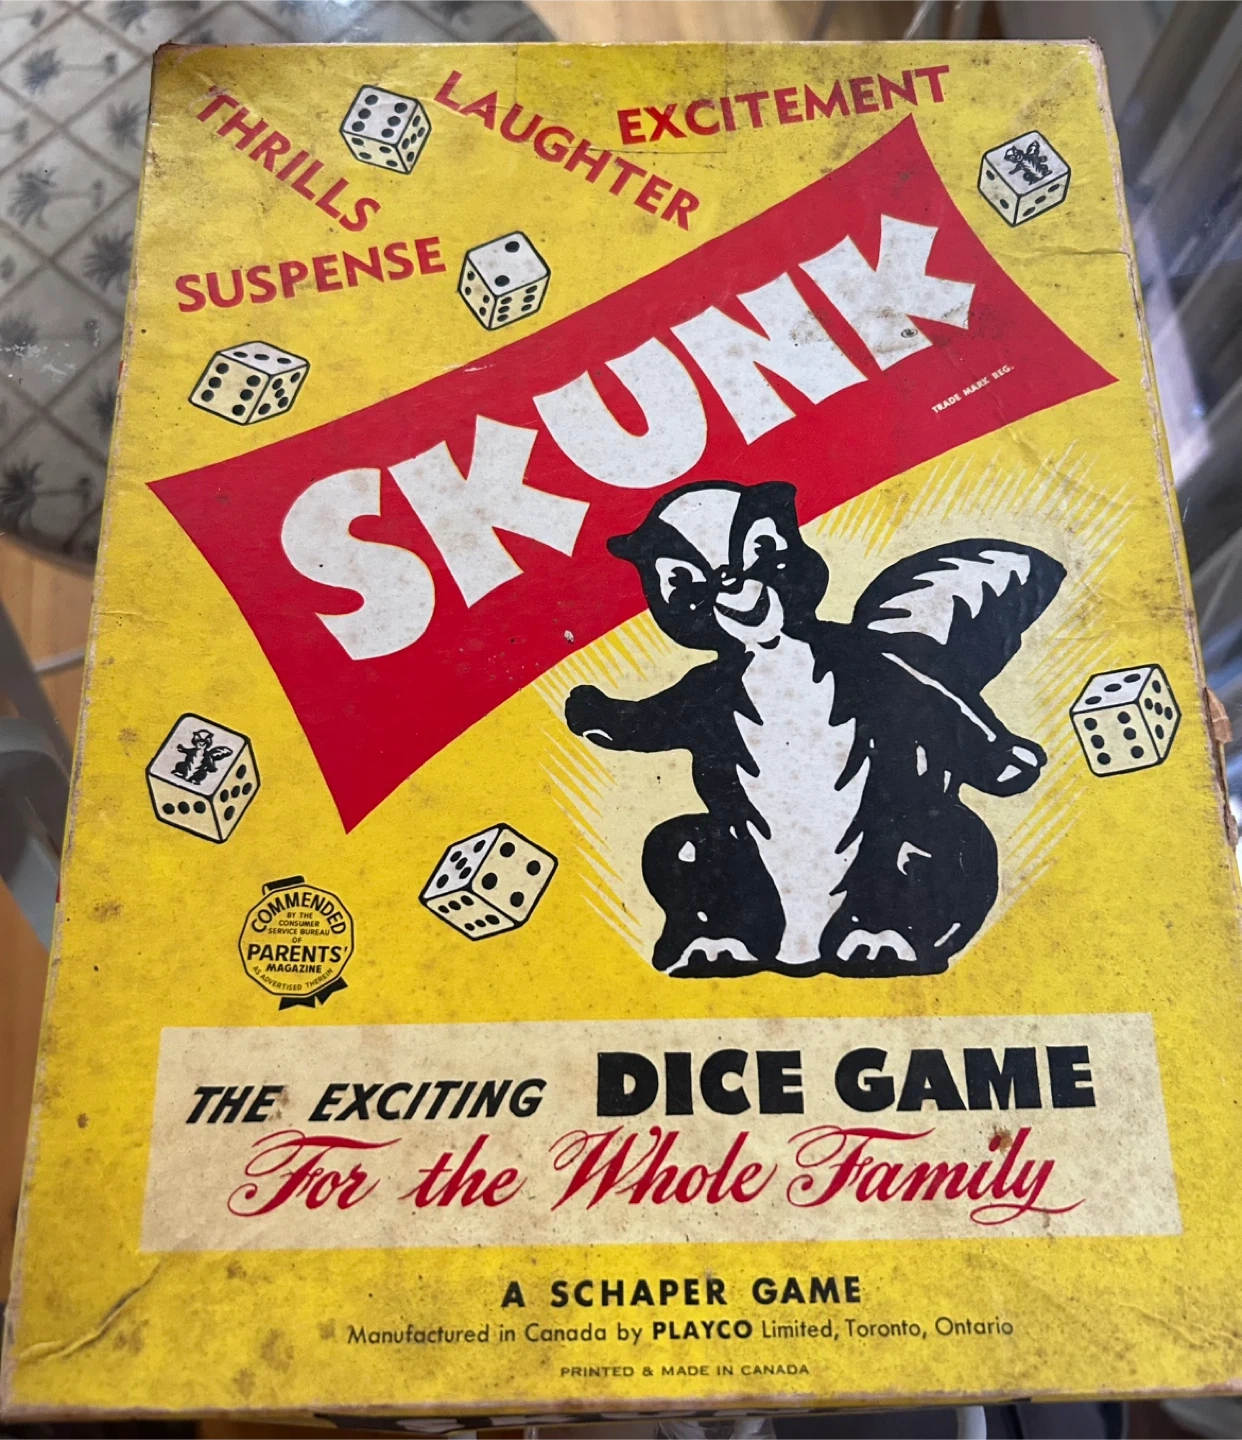 THRILLS
LAUGHTER
EXCITEMENT
SUSPENSE
SKUNK
TRADE MARK REG.
COMMENDED
BY THE
CONSUMER
SERVICE BUREAU
OF
PARENTS'
MAGAZINE
AS ADVERTISED THEREIN
THE EXCITING DICE GAME
For the Whole Family
A SCHAPER GAME
Manufactured in Canada by PLAYCO Limited, Toronto, Ontario
PRINTED & MADE IN CANADA